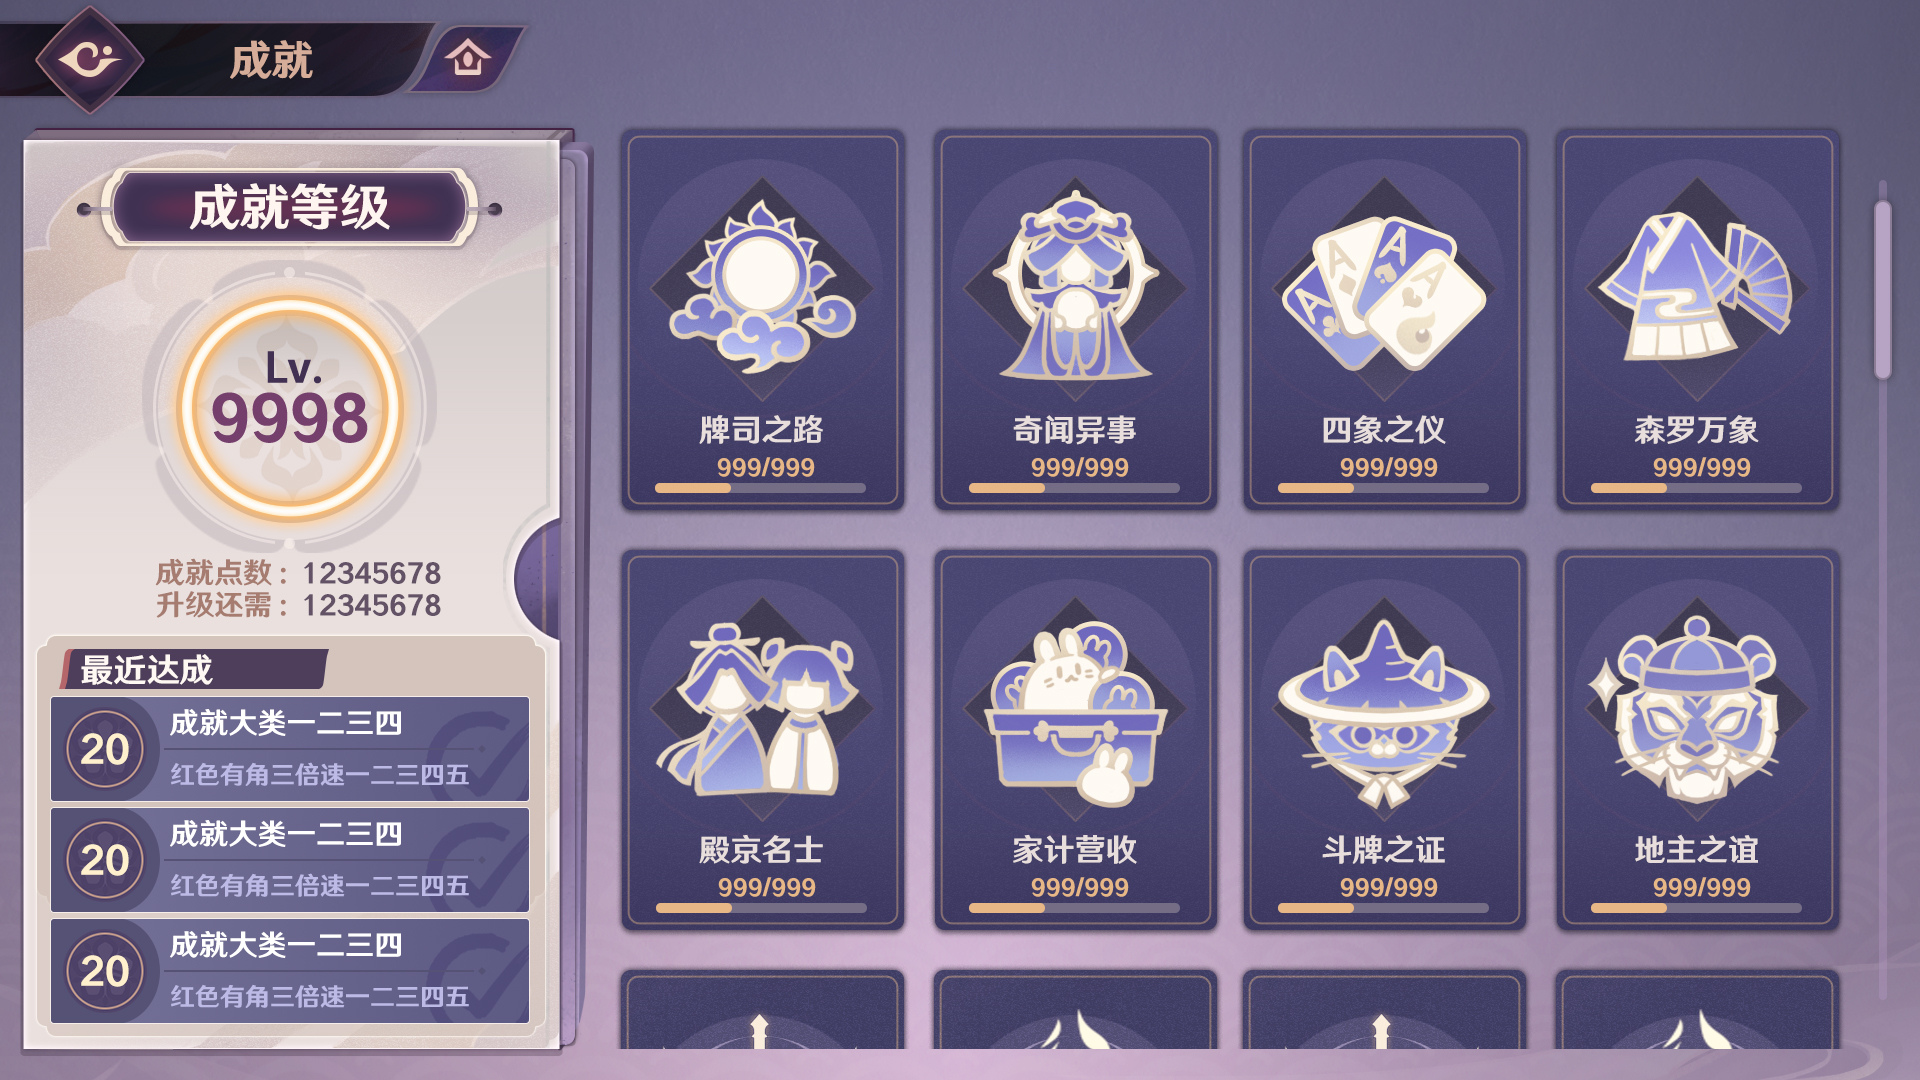 成就
成就等级
Lv.
9998
成就点数：12345678
升级还需：12345678
最近达成
20
成就大类一二三四
红色有角三倍速一二三四五
20
成就大类一二三四
红色有角三倍速一二三四五
20
成就大类一二三四
红色有角三倍速一二三四五
牌司之路
999/999
奇闻异事
999/999
A
A
A
A
四象之仪
999/999
森罗万象
999/999
殿京名士
999/999
家计营收
999/999
斗牌之证
999/999
地主之谊
999/999